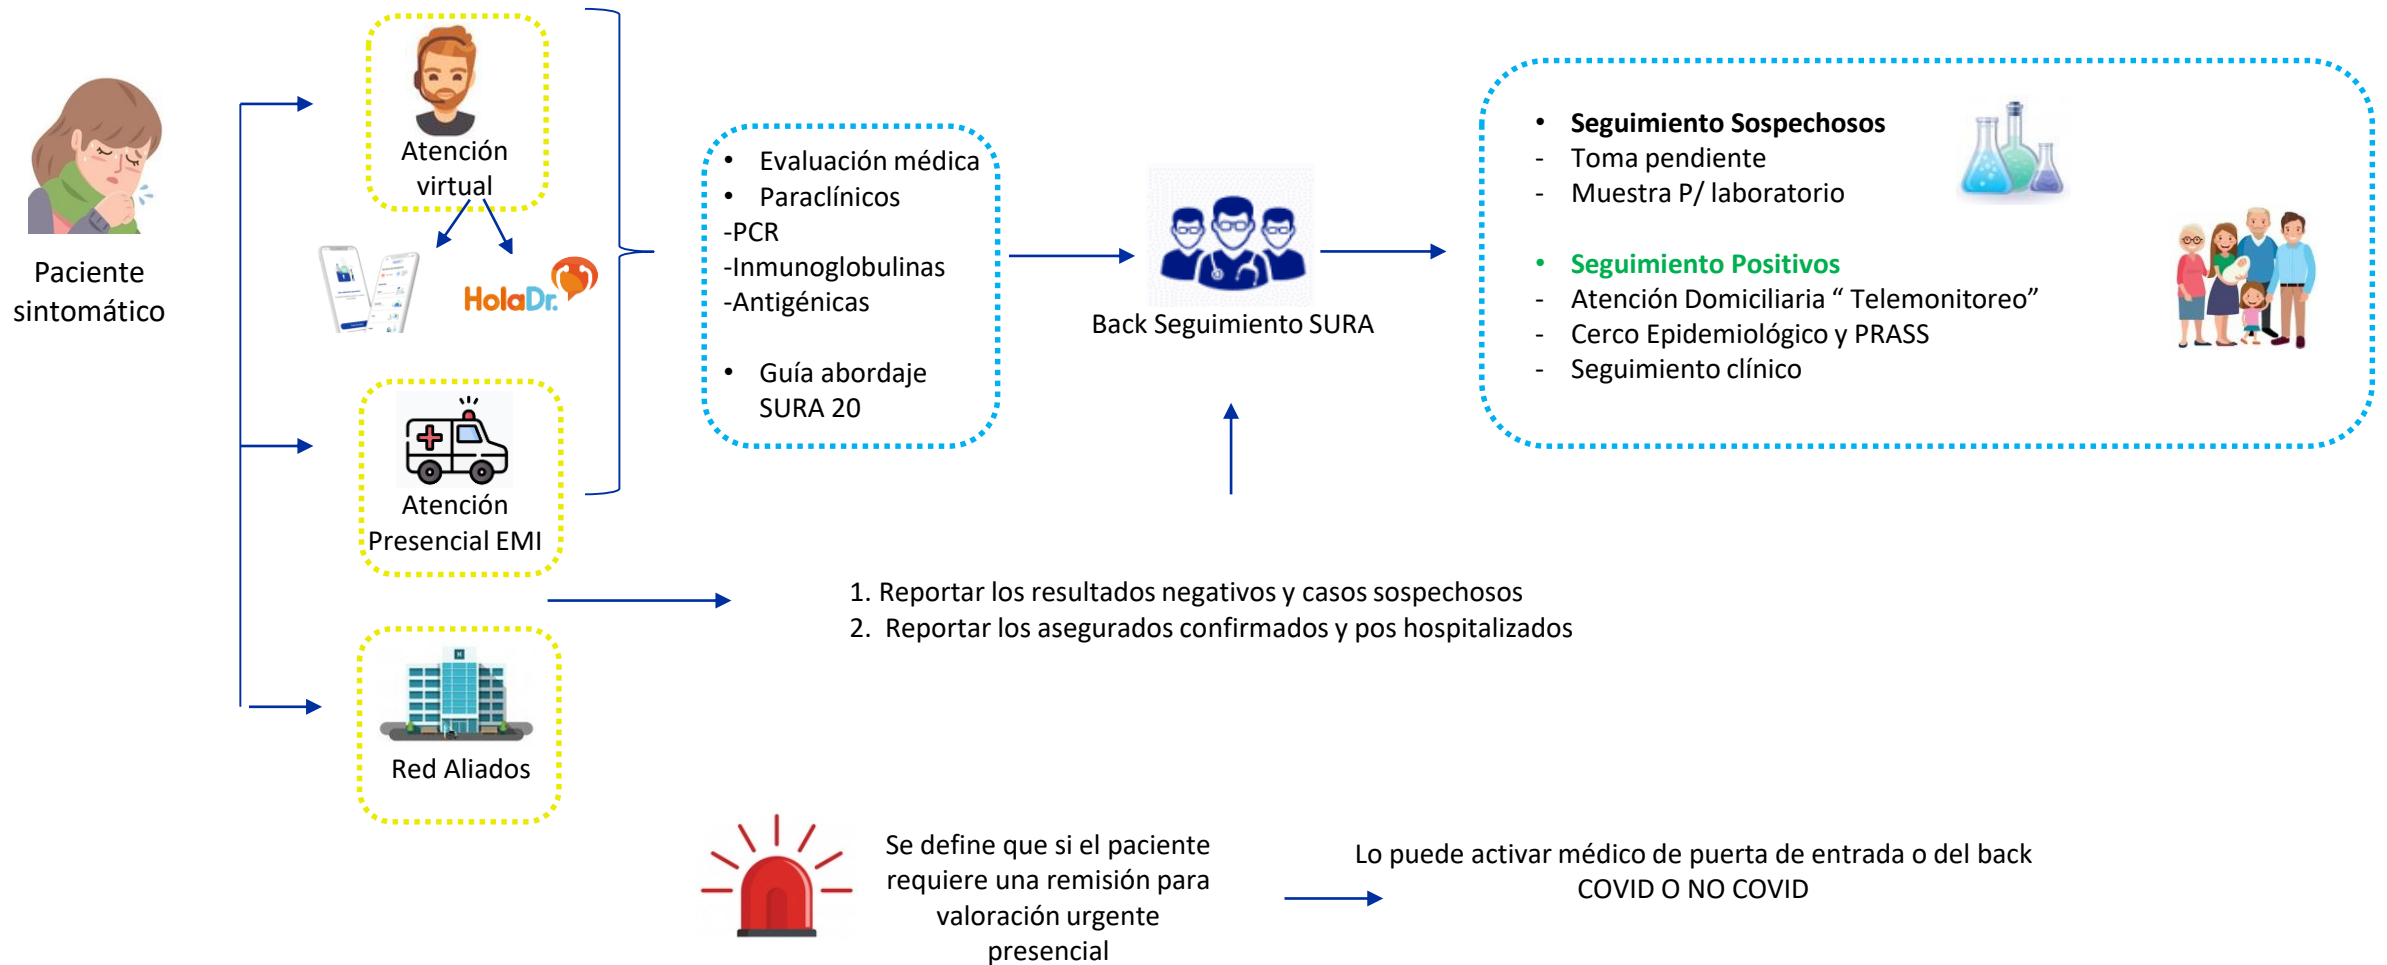 Paciente
sintomático
Atención
virtual
HolaDr.
Atención
Presencial EMI
Red Aliados
• Evaluación médica
• Paraclínicos
-PCR
-Inmunoglobulinas
-Antigénicas
• Guía abordaje
SURA 20
Back Seguimiento SURA
• Seguimiento Sospechosos
- Toma pendiente
- Muestra P/ laboratorio
• Seguimiento Positivos
- Atención Domiciliaria “ Telemonitoreo”
- Cerco Epidemiológico y PRASS
- Seguimiento clínico
1. Reportar los resultados negativos y casos sospechosos
2. Reportar los asegurados confirmados y pos hospitalizados
Se define que si el paciente
requiere una remisión para
valoración urgente
presencial
Lo puede activar médico de puerta de entrada o del back
COVID O NO COVID